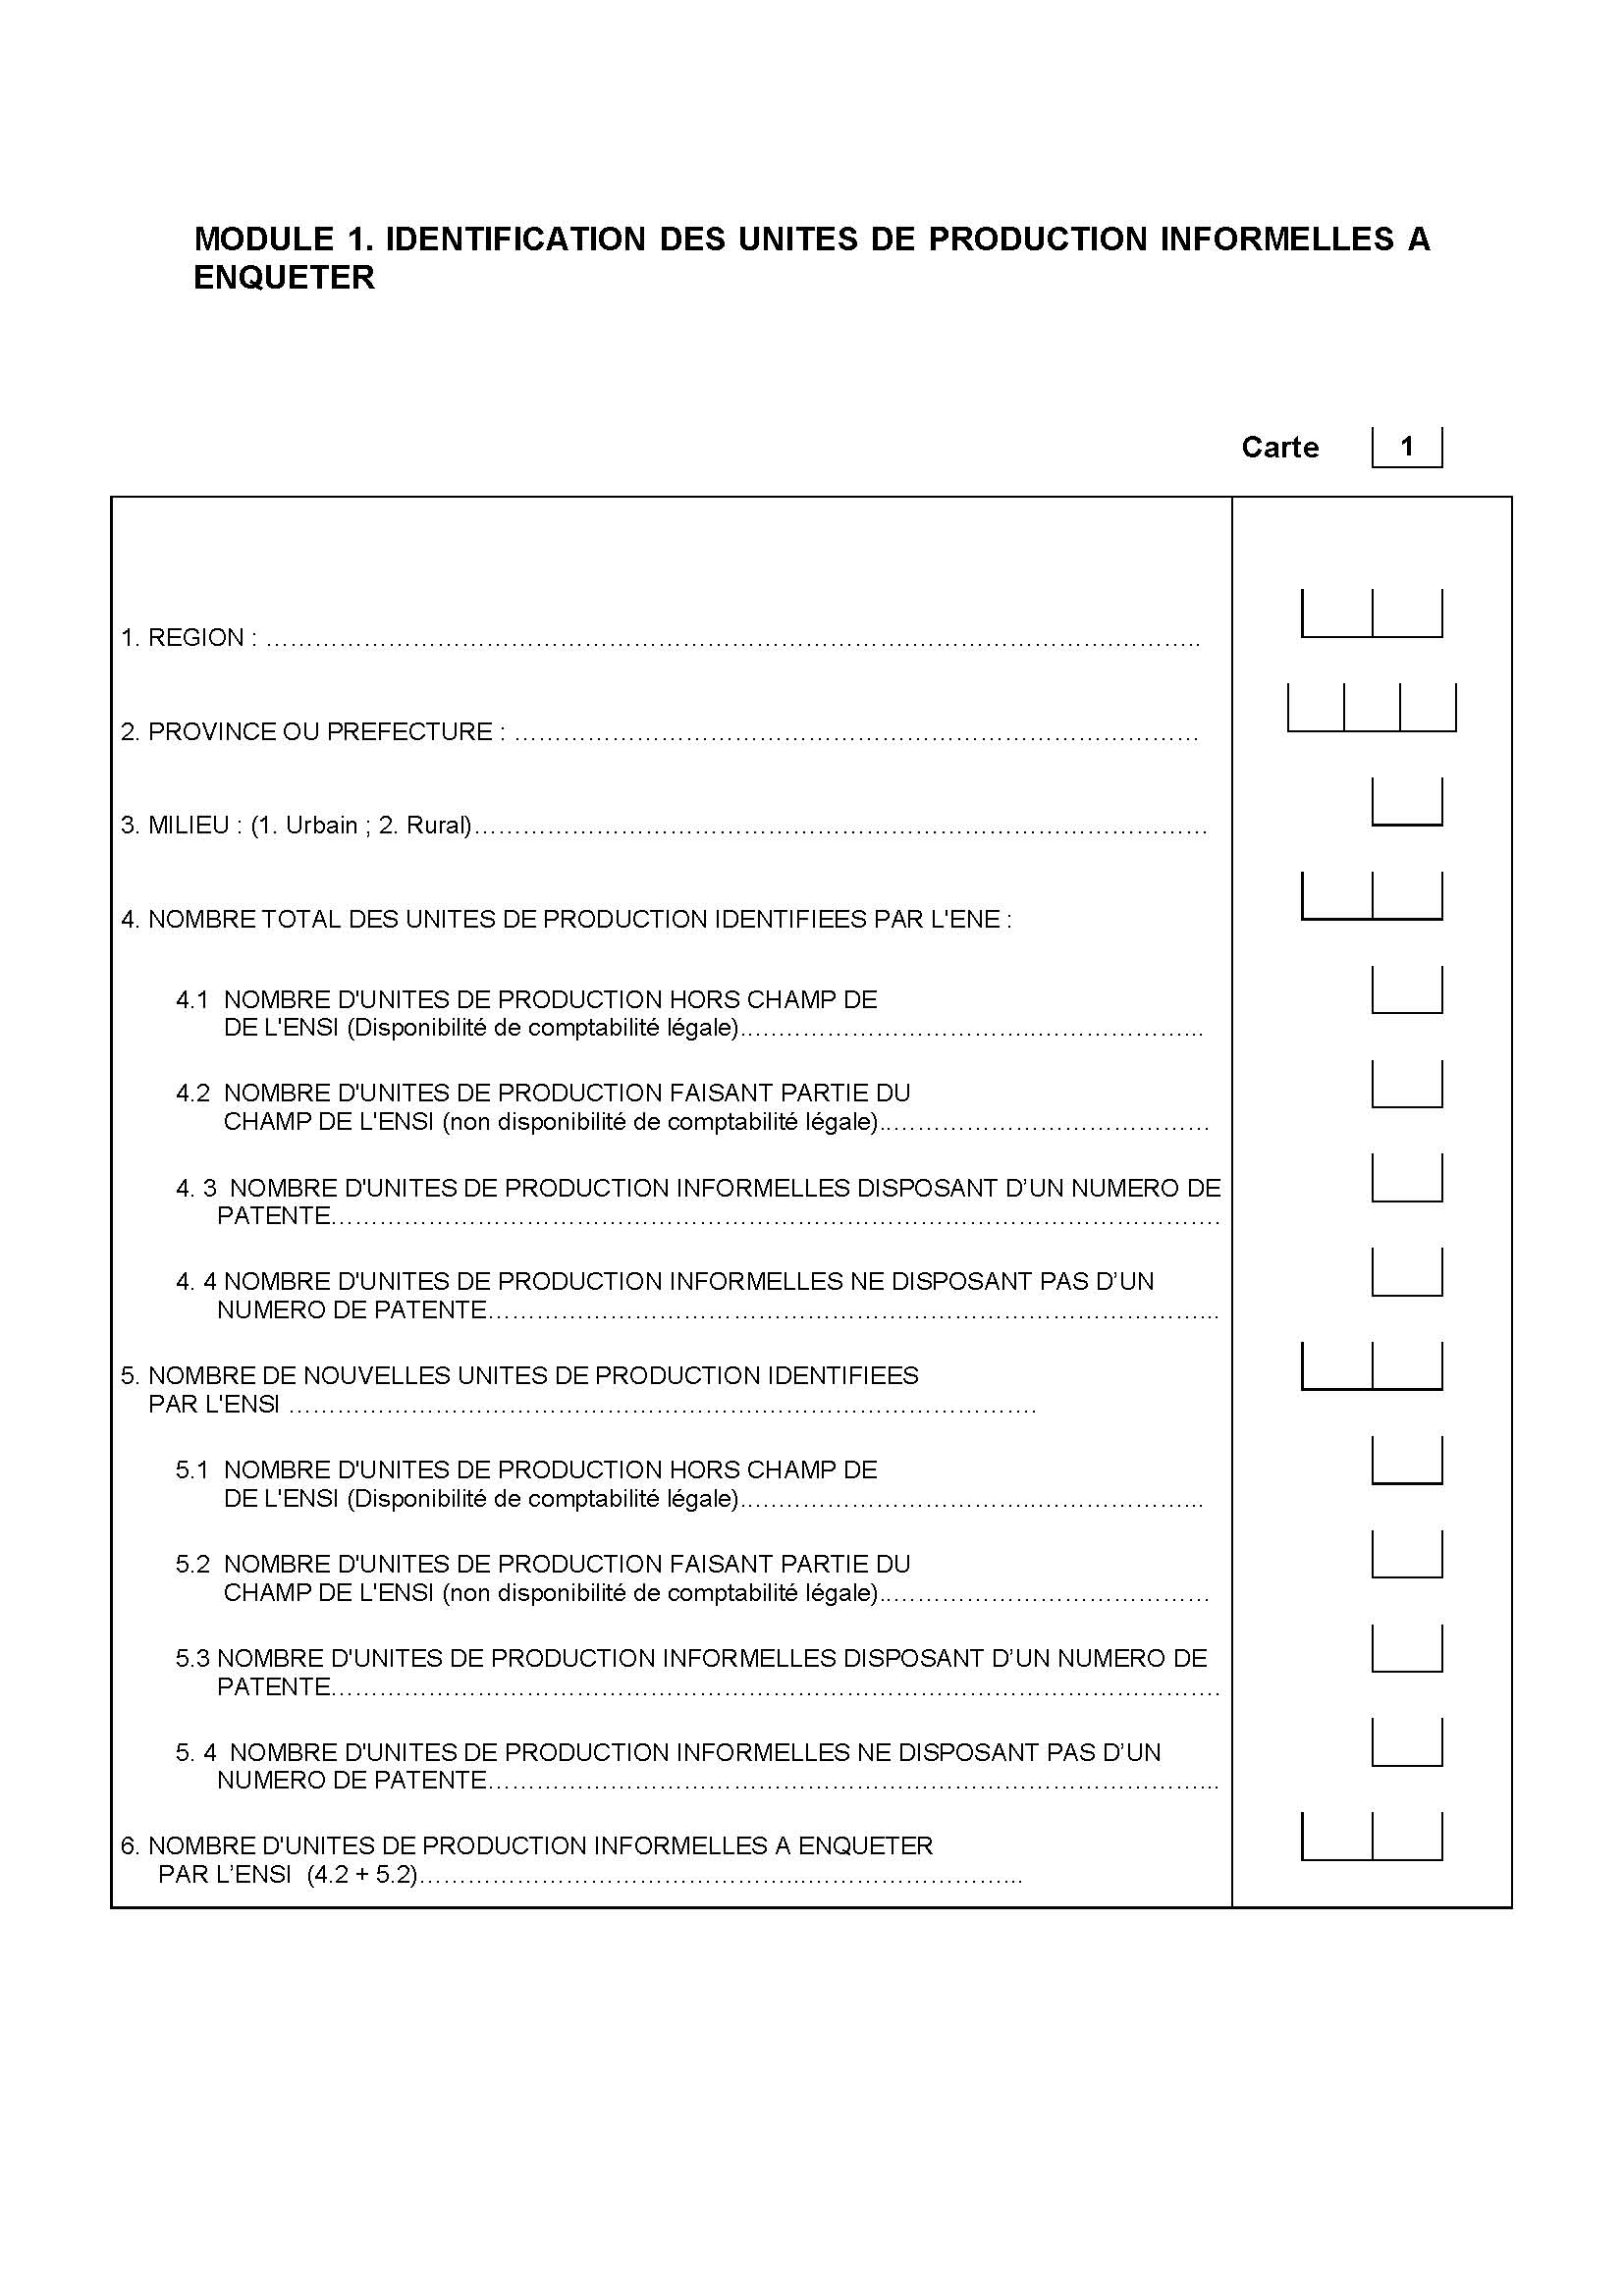 MODULE 1. IDENTIFICATION DES UNITES DE PRODUCTION INFORMELLES A
ENQUETER
Carte 1
1. REGION : ……………………………………………………………………………………………………..
2. PROVINCE OU PREFECTURE : …………………………………………………………………………
3. MILIEU : (1. Urbain ; 2. Rural)………………………………………………………………………………
4. NOMBRE TOTAL DES UNITES DE PRODUCTION IDENTIFIEES PAR L'ENE :
4.1 NOMBRE D'UNITES DE PRODUCTION HORS CHAMP DE
DE L'ENSI (Disponibilité de comptabilité légale)………………………………………………...
4.2 NOMBRE D'UNITES DE PRODUCTION FAISANT PARTIE DU
CHAMP DE L'ENSI (non disponibilité de comptabilité légale)…………………………………
4. 3 NOMBRE D'UNITES DE PRODUCTION INFORMELLES DISPOSANT D’UN NUMERO DE
PATENTE………………………………………………………………………………………………
4. 4 NOMBRE D'UNITES DE PRODUCTION INFORMELLES NE DISPOSANT PAS D’UN
NUMERO DE PATENTE……………………………………………………………………………...
5. NOMBRE DE NOUVELLES UNITES DE PRODUCTION IDENTIFIEES
PAR L'ENSI ……………………………………………………………………………….
5.1 NOMBRE D'UNITES DE PRODUCTION HORS CHAMP DE
DE L'ENSI (Disponibilité de comptabilité légale)………………………………………………...
5.2 NOMBRE D'UNITES DE PRODUCTION FAISANT PARTIE DU
CHAMP DE L'ENSI (non disponibilité de comptabilité légale)…………………………………
5.3 NOMBRE D'UNITES DE PRODUCTION INFORMELLES DISPOSANT D’UN NUMERO DE
PATENTE………………………………………………………………………………………………
5. 4 NOMBRE D'UNITES DE PRODUCTION INFORMELLES NE DISPOSANT PAS D’UN
NUMERO DE PATENTE……………………………………………………………………………...
6. NOMBRE D'UNITES DE PRODUCTION INFORMELLES A ENQUETER
PAR L’ENSI (4.2 + 5.2)………………………………………………………………...